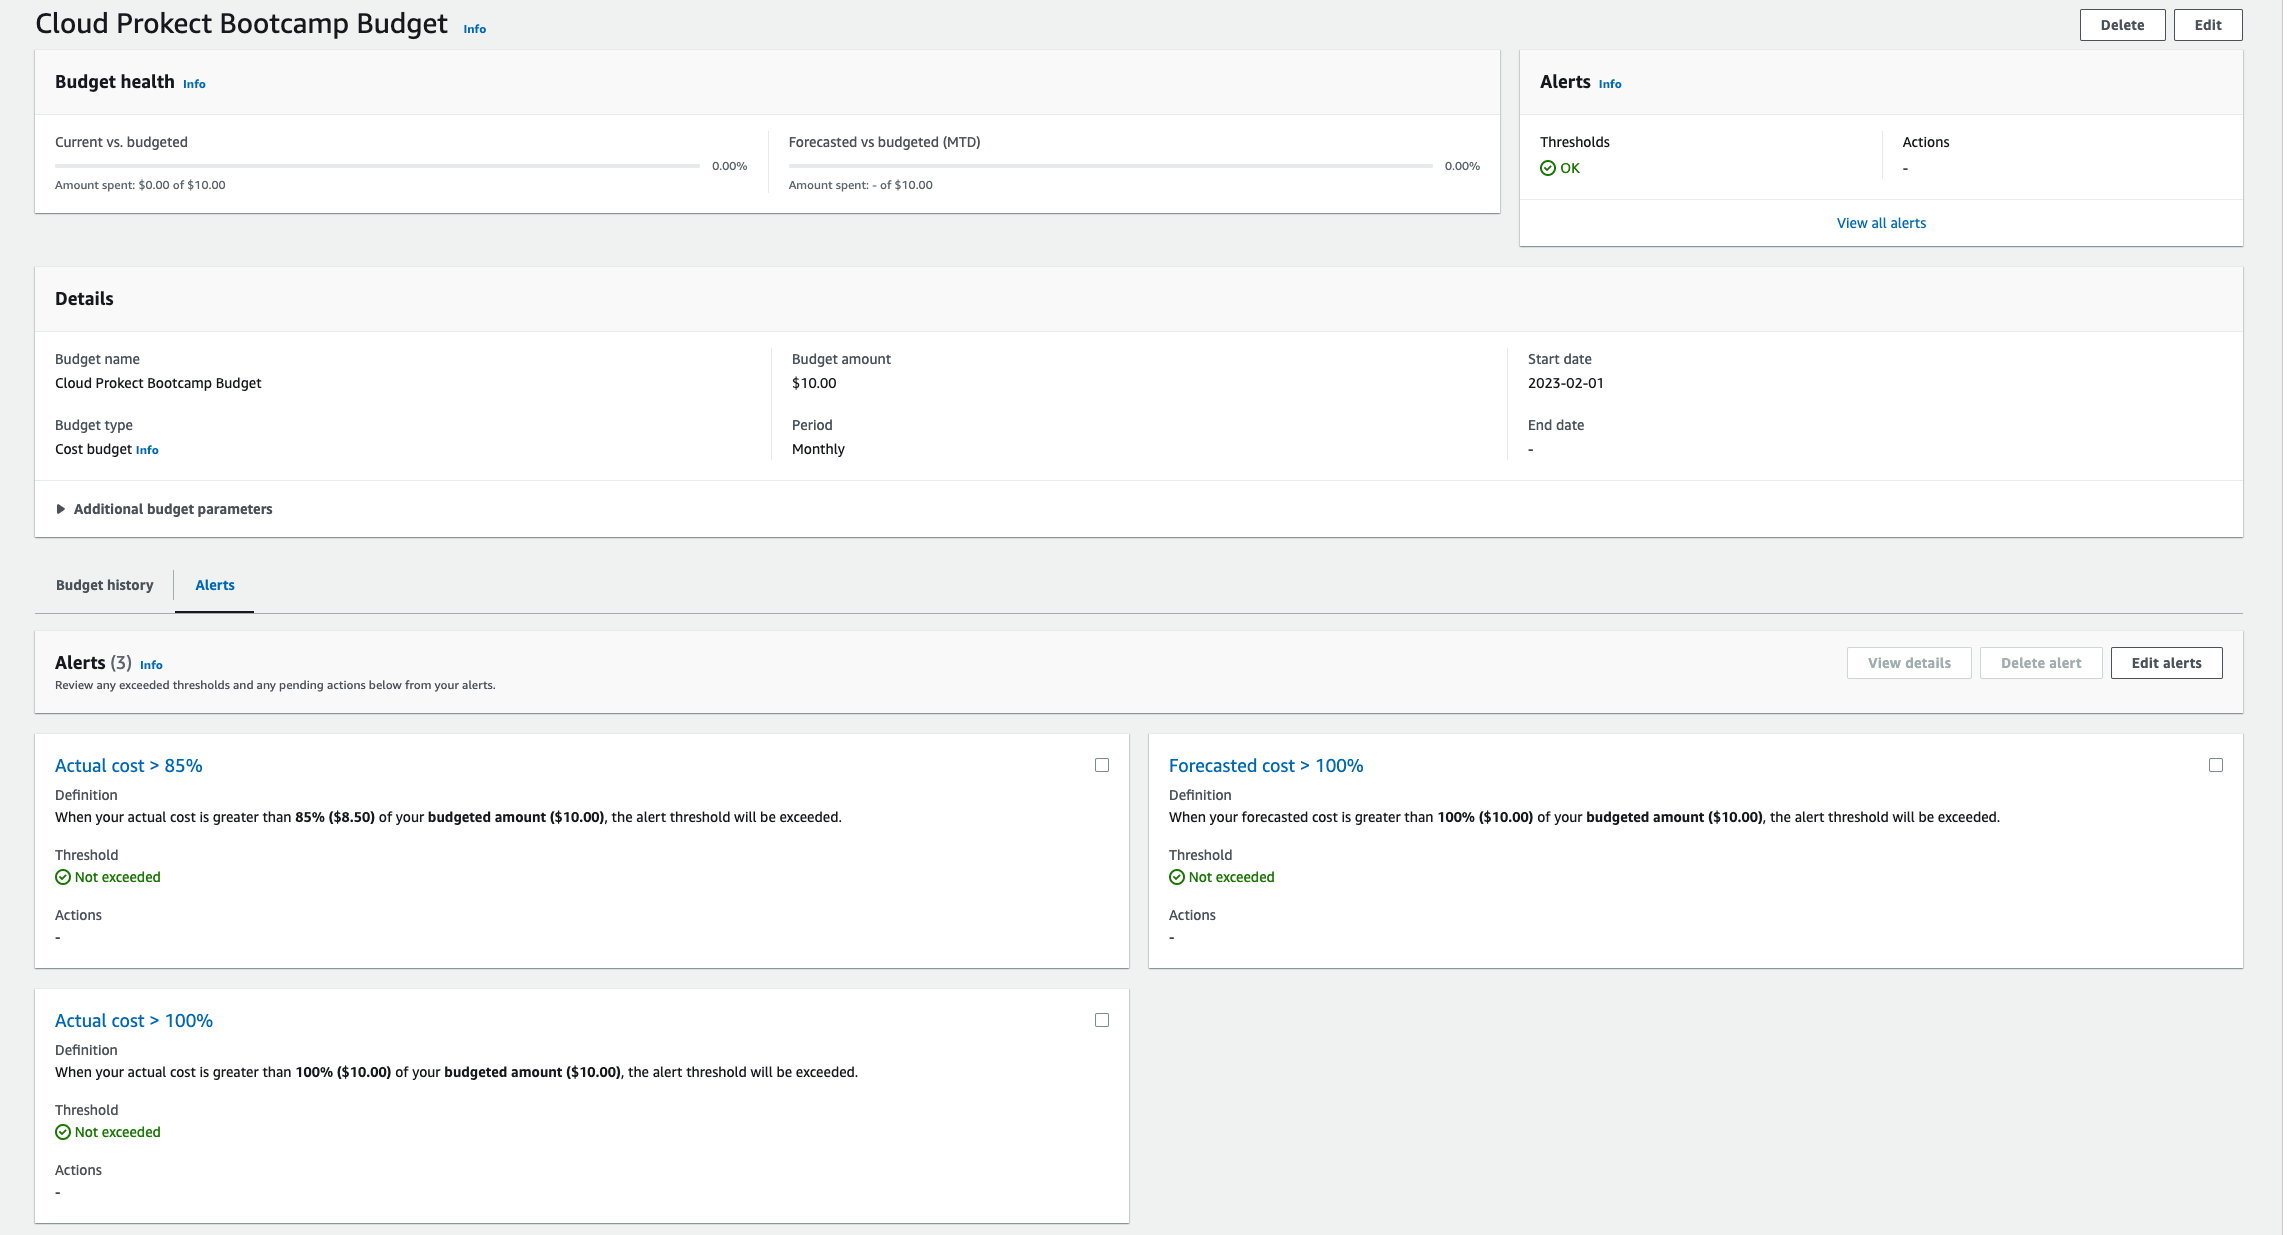 Cloud Prokect Bootcamp Budget Info
Delete Edit
Budget health Info
Current vs. budgeted
0.00%
Amount spent: $0.00 of $10.00
Forecasted vs budgeted (MTD)
0.00%
Amount spent: - of $10.00
Alerts Info
Thresholds
OK
Actions
-
View all alerts
Details
Budget name
Cloud Prokect Bootcamp Budget
Budget type
Cost budget Info
Budget amount
$10.00
Period
Monthly
Start date
2023-02-01
End date
-
Additional budget parameters
Budget history Alerts
Alerts (3) Info
Review any exceeded thresholds and any pending actions below from your alerts.
View details Delete alert Edit alerts
Actual cost > 85%
Definition
When your actual cost is greater than 85% ($8.50) of your budgeted amount ($10.00), the alert threshold will be exceeded.
Threshold
Not exceeded
Actions
-
Forecasted cost > 100%
Definition
When your forecasted cost is greater than 100% ($10.00) of your budgeted amount ($10.00), the alert threshold will be exceeded.
Threshold
Not exceeded
Actions
-
Actual cost > 100%
Definition
When your actual cost is greater than 100% ($10.00) of your budgeted amount ($10.00), the alert threshold will be exceeded.
Threshold
Not exceeded
Actions
-